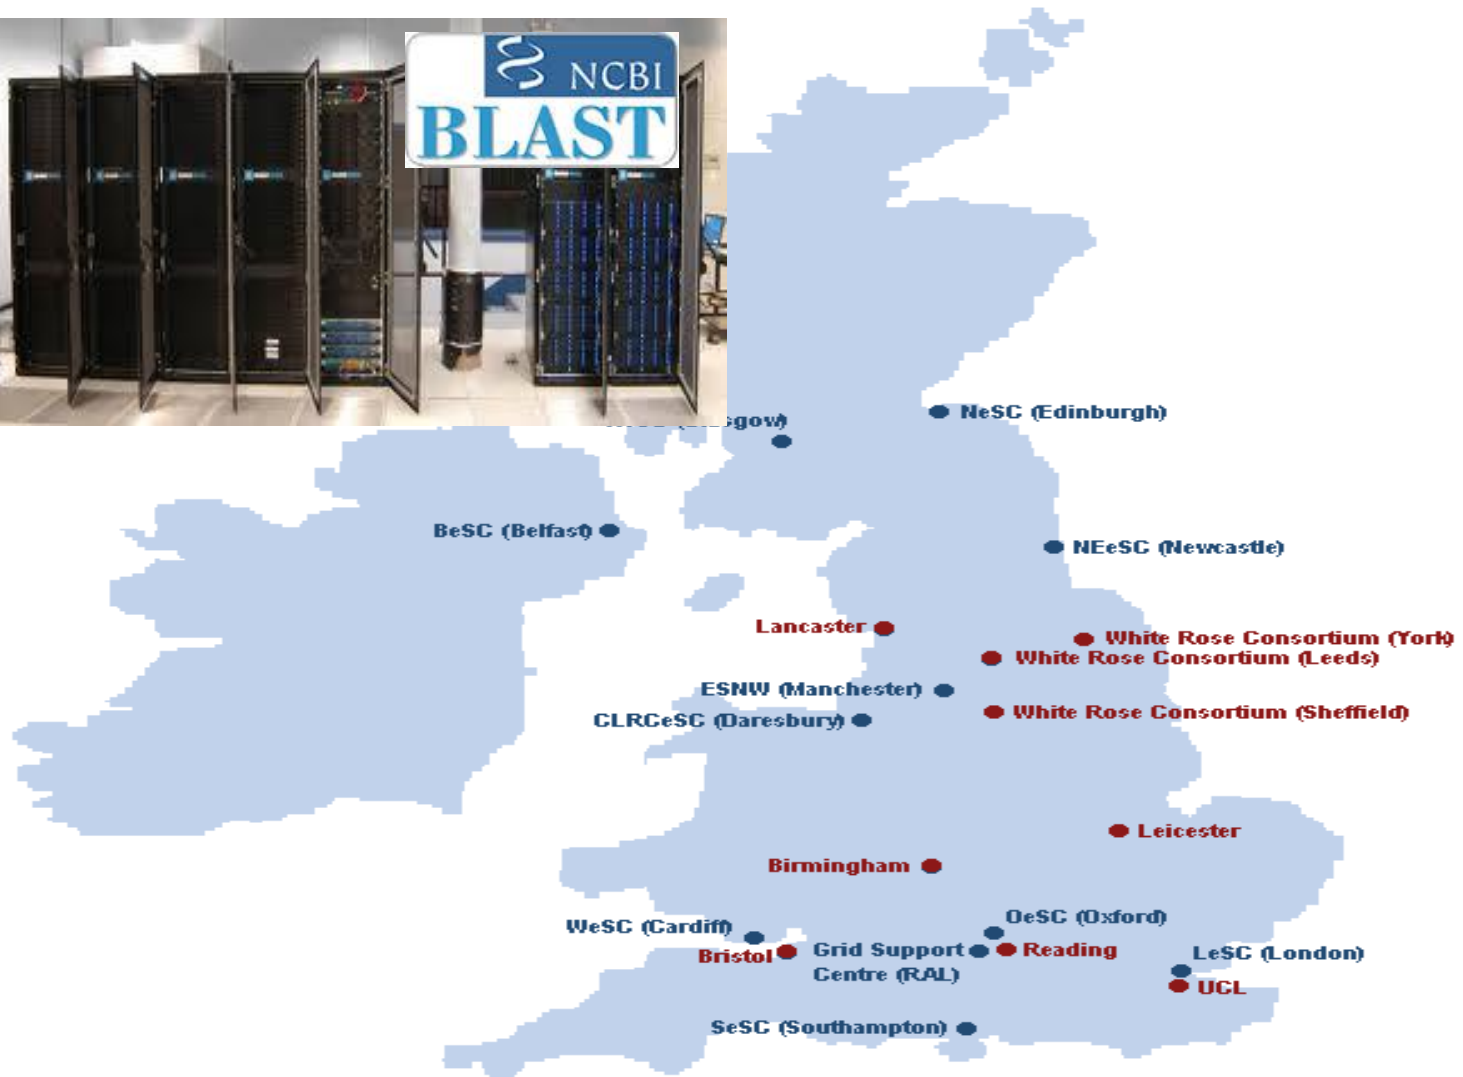 NCBI
BLAST
NeSC (Edinburgh)
BeSC (Belfast)
NEeSC (Newcastle)
Lancaster
White Rose Consortium (York)
White Rose Consortium (Leeds)
ESNW (Manchester)
White Rose Consortium (Sheffield)
CLRCeSC (Daresbury)
Leicester
Birmingham
OeSC (Oxford)
WeSC (Cardiff)
Bristol
Grid Support
Centre (RAL)
Reading
LeSC (London)
UCL
SeSC (Southampton)